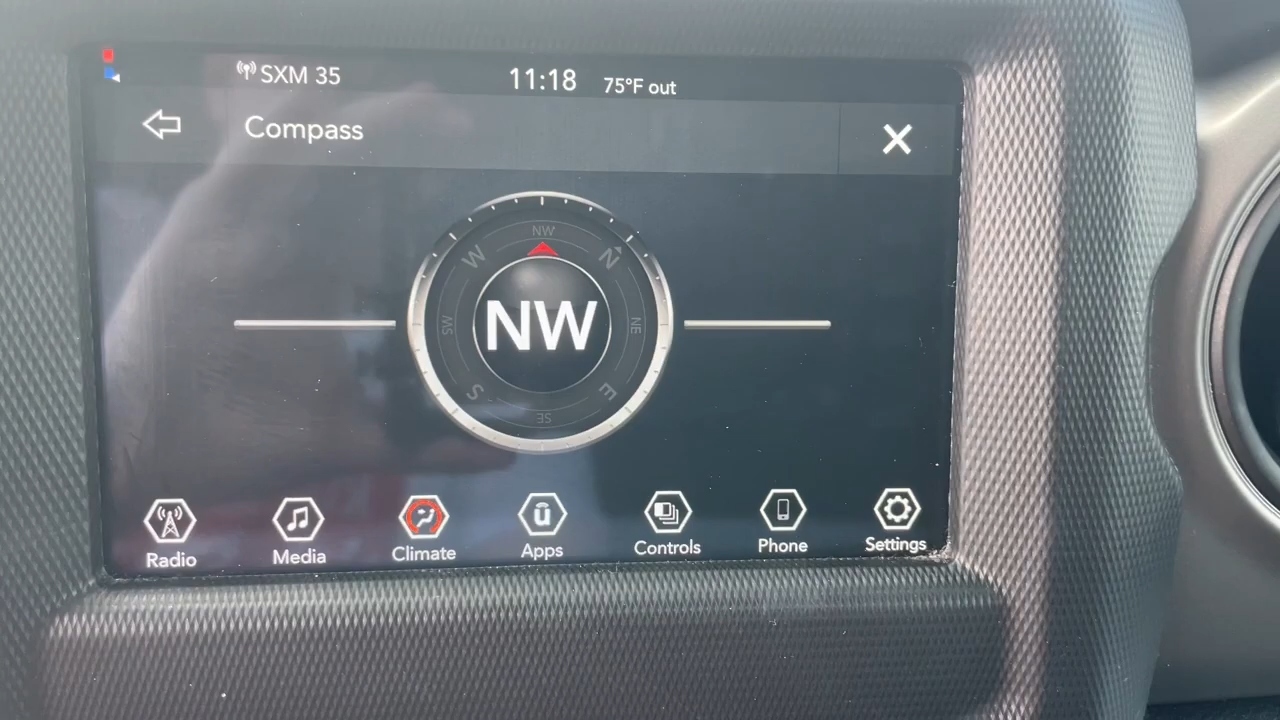 SXM 35 11:18 75°F out
Compass
NW
W N
NW
SW NE
S E
SE
Radio Media Climate Apps Controls Phone Settings